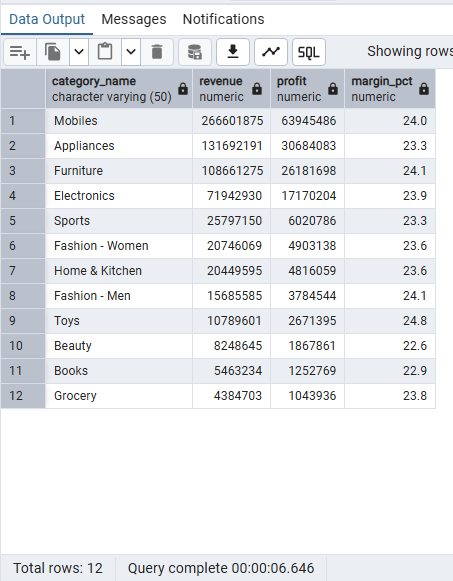 Data Output Messages Notifications
SQL Showing rows
category_name revenue profit margin_pct
character varying (50) numeric numeric numeric
1 Mobiles 266601875 63945486 24.0
2 Appliances 131692191 30684083 23.3
3 Furniture 108661275 26181698 24.1
4 Electronics 71942930 17170204 23.9
5 Sports 25797150 6020786 23.3
6 Fashion - Women 20746069 4903138 23.6
7 Home & Kitchen 20449595 4816059 23.6
8 Fashion - Men 15685585 3784544 24.1
9 Toys 10789601 2671395 24.8
10 Beauty 8248645 1867861 22.6
11 Books 5463234 1252769 22.9
12 Grocery 4384703 1043936 23.8
Total rows: 12 Query complete 00:00:06.646